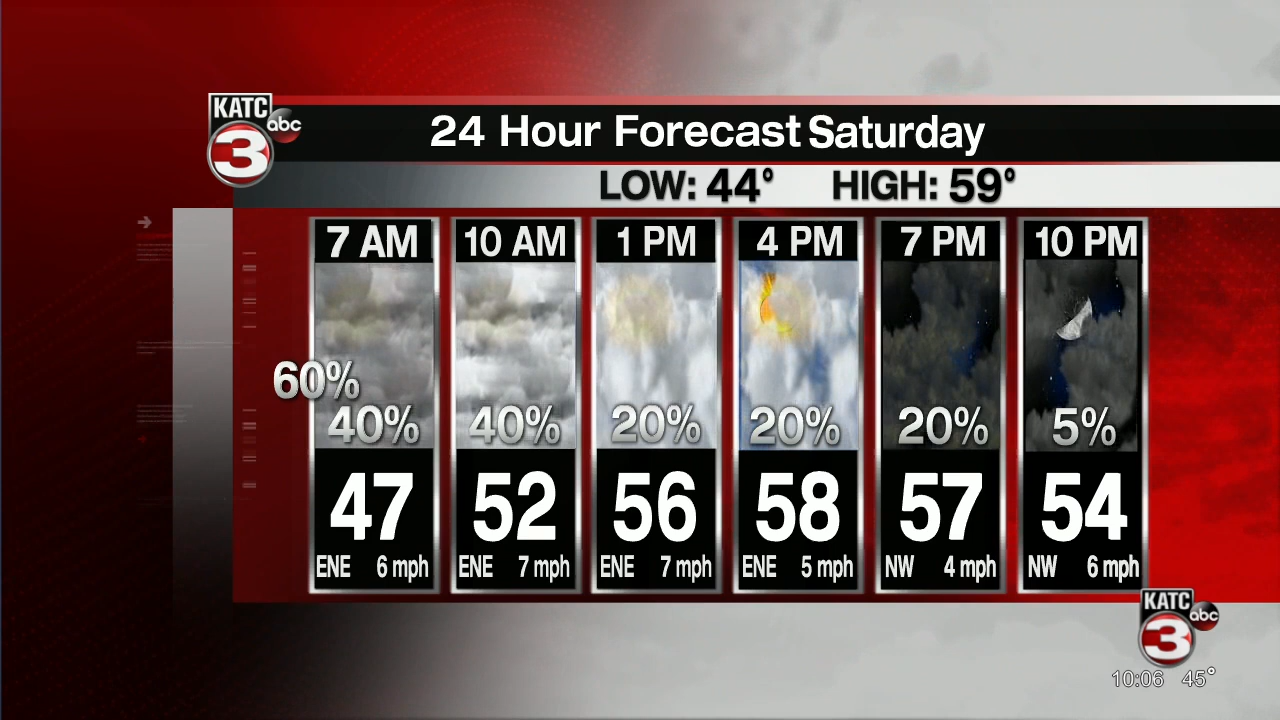 KATC
abc
3
24 Hour Forecast Saturday
LOW: 44° HIGH: 59°
7 AM 10 AM 1 PM 4 PM 7 PM 10 PM
60%
40% 40% 20% 20% 20% 5%
47 52 56 58 57 54
ENE 6 mph ENE 7 mph ENE 7 mph ENE 5 mph NW 4 mph NW 6 mph
KATC
abc
3
10:06 45°